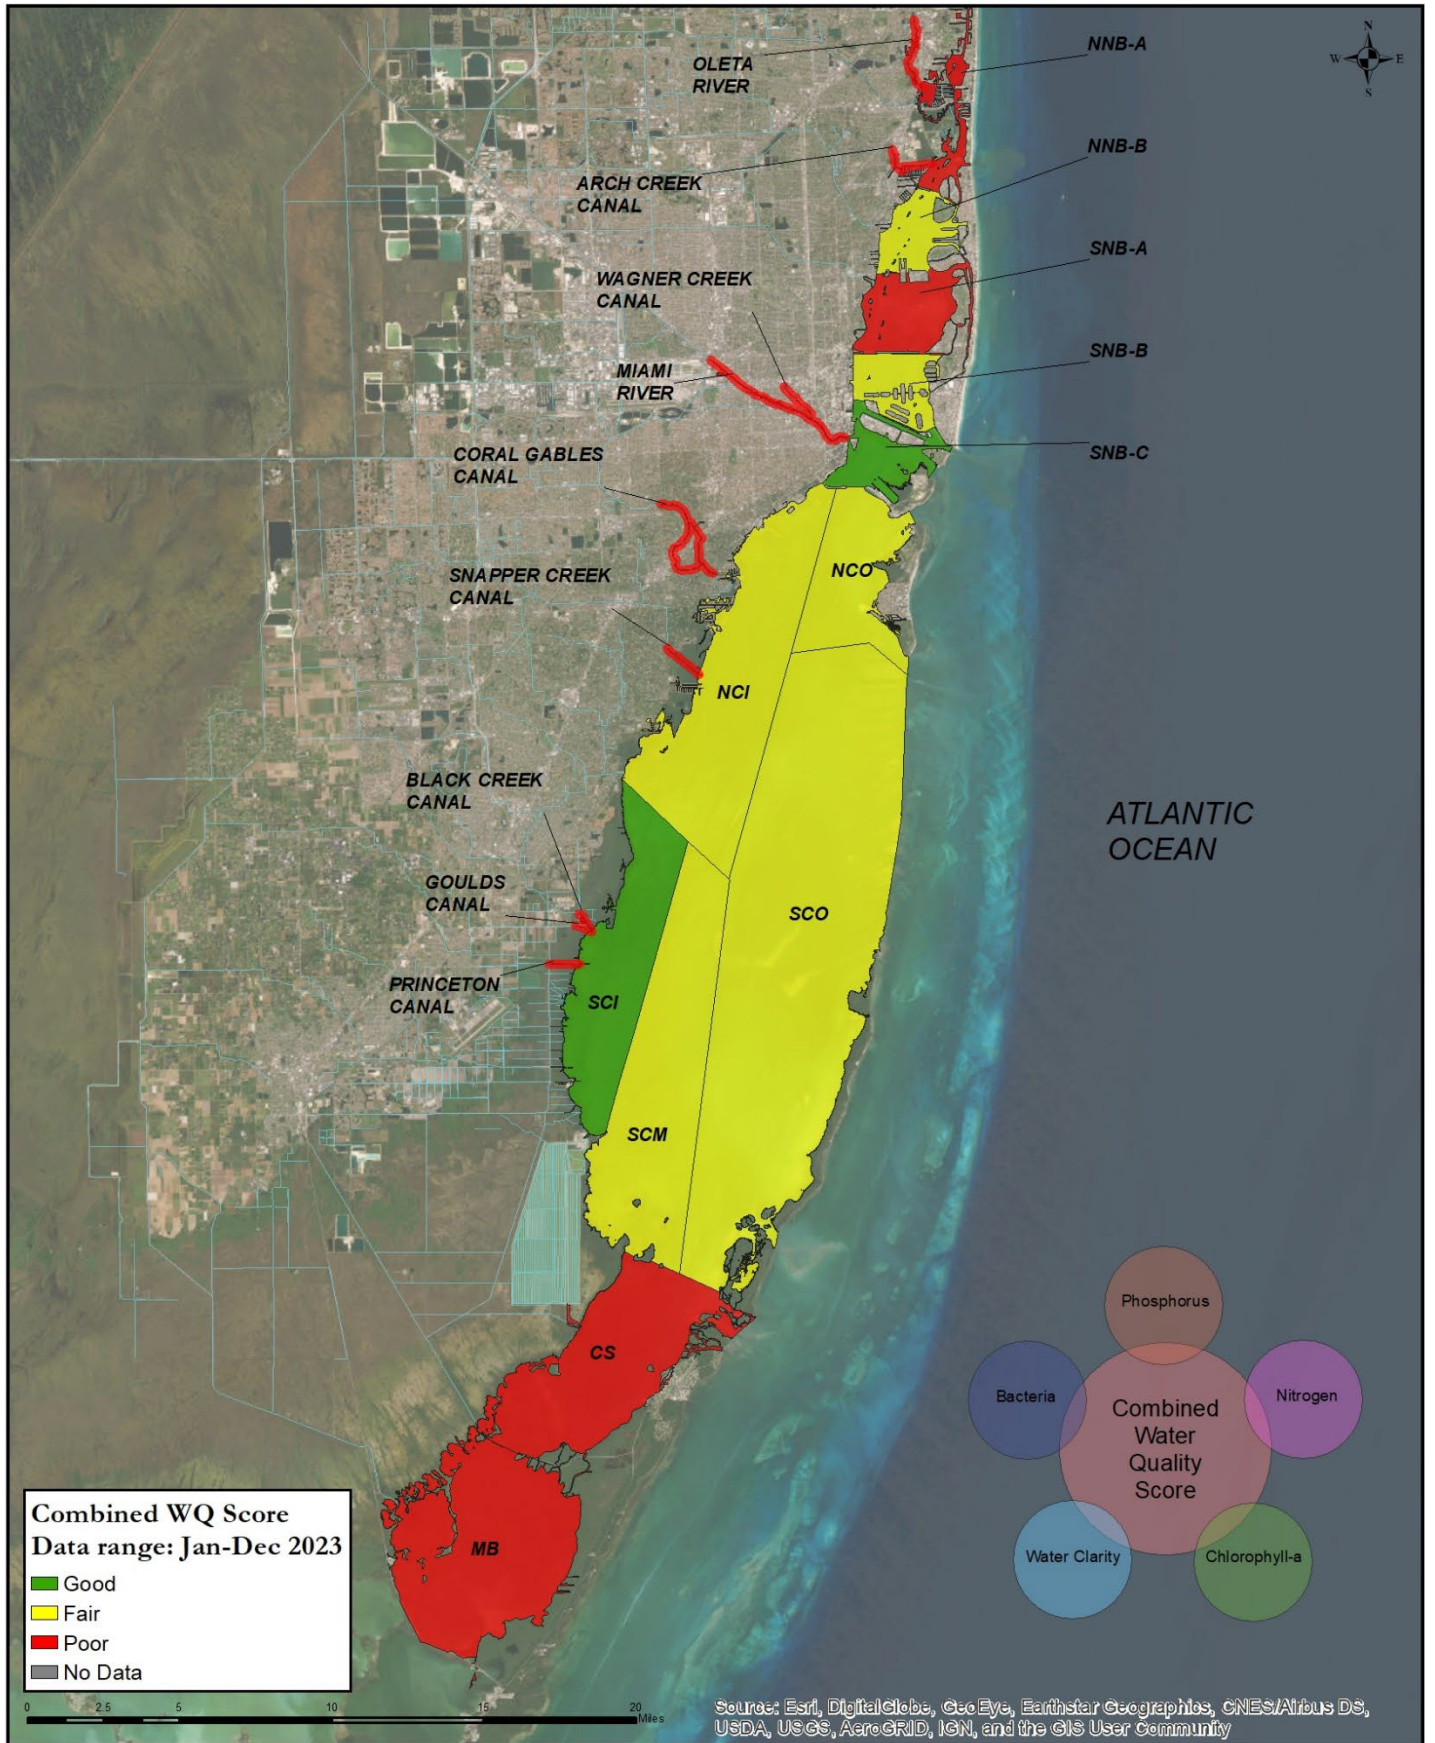 N
W
E
S
OLETA
RIVER
NNB-A
NNB-B
ARCH CREEK
CANAL
SNB-A
WAGNER CREEK
CANAL
SNB-B
MIAMI
RIVER
SNB-C
CORAL GABLES
CANAL
NCO
SNAPPER CREEK
CANAL
NCI
BLACK CREEK
CANAL
ATLANTIC
OCEAN
GOULDS
CANAL
SCO
PRINCETON
CANAL
SCI
SCM
CS
MB
Phosphorus
Bacteria
Nitrogen
Combined
Water
Quality
Score
Water Clarity
Chlorophyll-a
Combined WQ Score
Data range: Jan-Dec 2023
Good
Fair
Poor
No Data
0 2.5 5 10 15 20
Miles
Source: Esri, DigitalGlobe, GeoEye, Earthstar Geographics, CNES/Airbus DS,
USDA, USGS, AeroGRID, IGN, and the GIS User Community